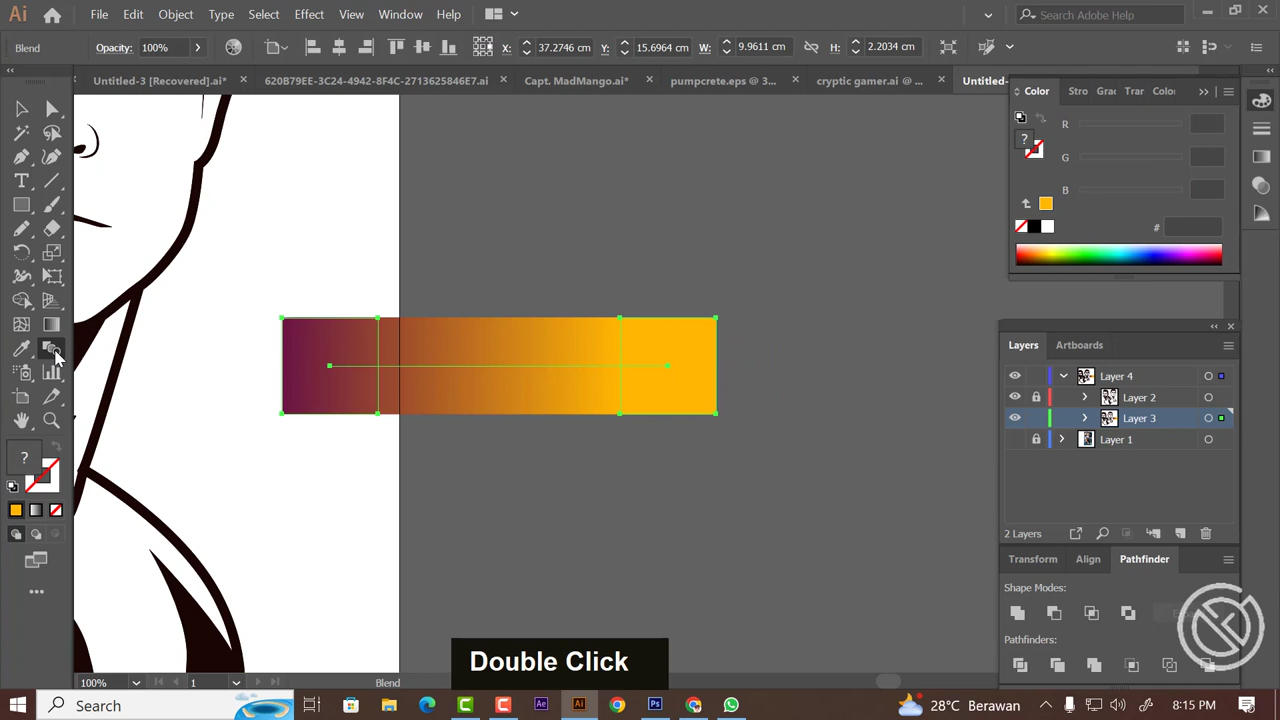 Ai File Edit Object Type Select Effect View Window Help Search Adobe Help
Blend Opacity: 100% X: 37.2746 cm Y: 15.6964 cm W: 9.9611 cm H: 2.2034 cm
Untitled-3 [Recovered].ai* 620B79EE-3C24-4942-8F4C-2713625846E7.ai Capt. MadMango.ai* pumpcrete.eps @ 3... cryptic gamer.ai @ ... Untitled-
Color Stro Grac Trar Colo
R
G
B
#
?
?
Layers Artboards
Layer 4
Layer 2
Layer 3
Layer 1
2 Layers
Transform Align Pathfinder
Shape Modes:
Pathfinders:
Double Click
100% 1 Blend
Search Ae Ai Ps 28°C Berawan 8:15 PM